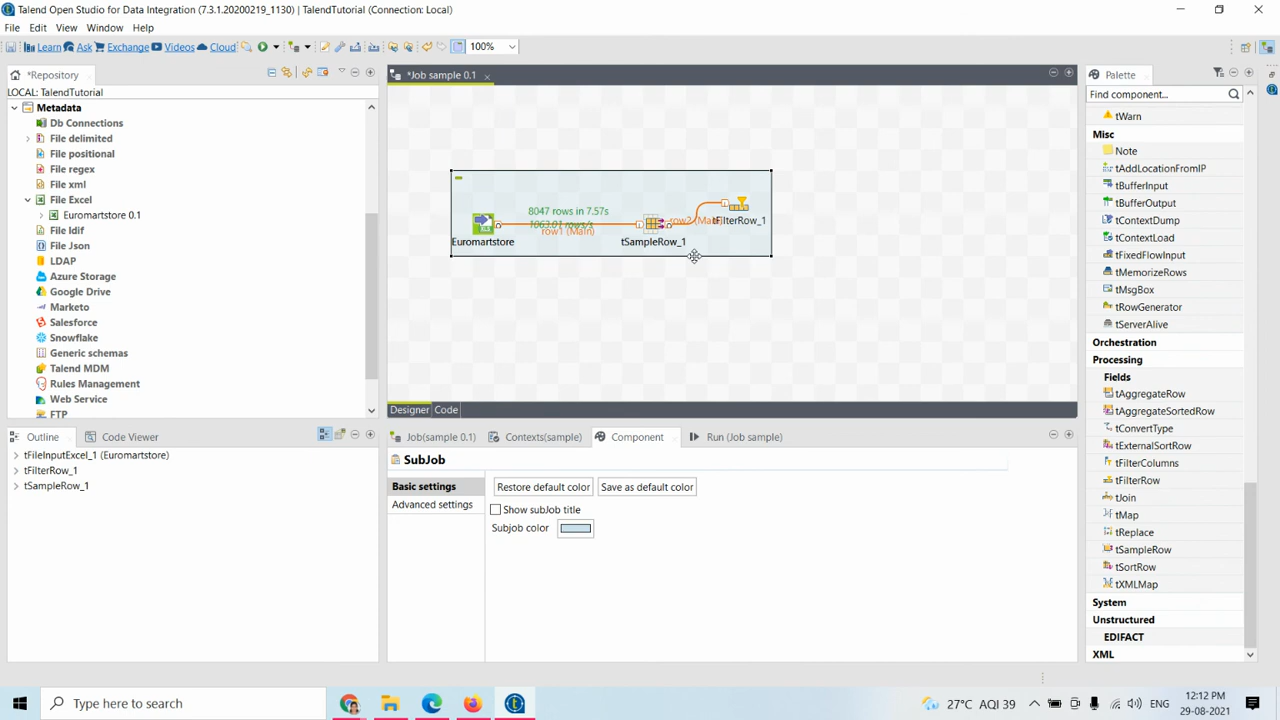 Talend Open Studio for Data Integration (7.3.1.20200219_1130) | TalendTutorial (Connection: Local)
File Edit View Window Help
Learn Ask Exchange Videos Cloud 100%
*Repository
LOCAL: TalendTutorial
Metadata
Db Connections
File delimited
File positional
File regex
File xml
File Excel
Euromartstore 0.1
File ldif
File Json
LDAP
Azure Storage
Google Drive
Marketo
Salesforce
Snowflake
Generic schemas
Talend MDM
Rules Management
Web Service
FTP
*Job sample 0.1
8047 rows in 7.57s
1063.01 rows/s
row1 (Main)
row2 (Main)
tFilterRow_1
Euromartstore
tSampleRow_1
Designer Code
Palette
Find component...
tWarn
Misc
Note
tAddLocationFromIP
tBufferInput
tBufferOutput
tContextDump
tContextLoad
tFixedFlowInput
tMemorizeRows
tMsgBox
tRowGenerator
tServerAlive
Orchestration
Processing
Fields
tAggregateRow
tAggregateSortedRow
tConvertType
tExternalSortRow
tFilterColumns
tFilterRow
tJoin
tMap
tReplace
tSampleRow
tSortRow
tXMLMap
System
Unstructured
EDIFACT
XML
Outline Code Viewer
tFileInputExcel_1 (Euromartstore)
tFilterRow_1
tSampleRow_1
Job(sample 0.1) Contexts(sample) Component Run (Job sample)
SubJob
Basic settings
Advanced settings
Restore default color Save as default color
Show subJob title
Subjob color
Type here to search
27°C AQI 39
ENG
12:12 PM
29-08-2021